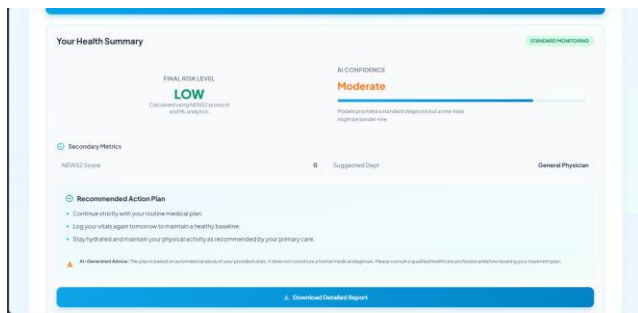 Your Health Summary
STANDARD MONITORING
FINAL RISK LEVEL
LOW
Calculated using NEWS2 protocol
and ML analytics.
AI CONFIDENCE
Moderate
Models provided a standard diagnosis but some vitals
might be border-line.
Secondary Metrics
NEWS2 Score
0
Suggested Dept
General Physician
Recommended Action Plan
Continue strictly with your routine medical plan.
Log your vitals again tomorrow to maintain a healthy baseline.
Stay hydrated and maintain your physical activity as recommended by your primary care.
AI-Generated Advice: This plan is based on automated analysis of your provided vitals. It does not constitute a formal medical diagnosis. Please consult a qualified healthcare professional before iterating your treatment plan.
Download Detailed Report